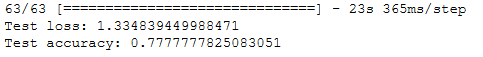 63/63 [==============================] - 23s 365ms/step
Test loss: 1.334839449988471
Test accuracy: 0.7777777825083051